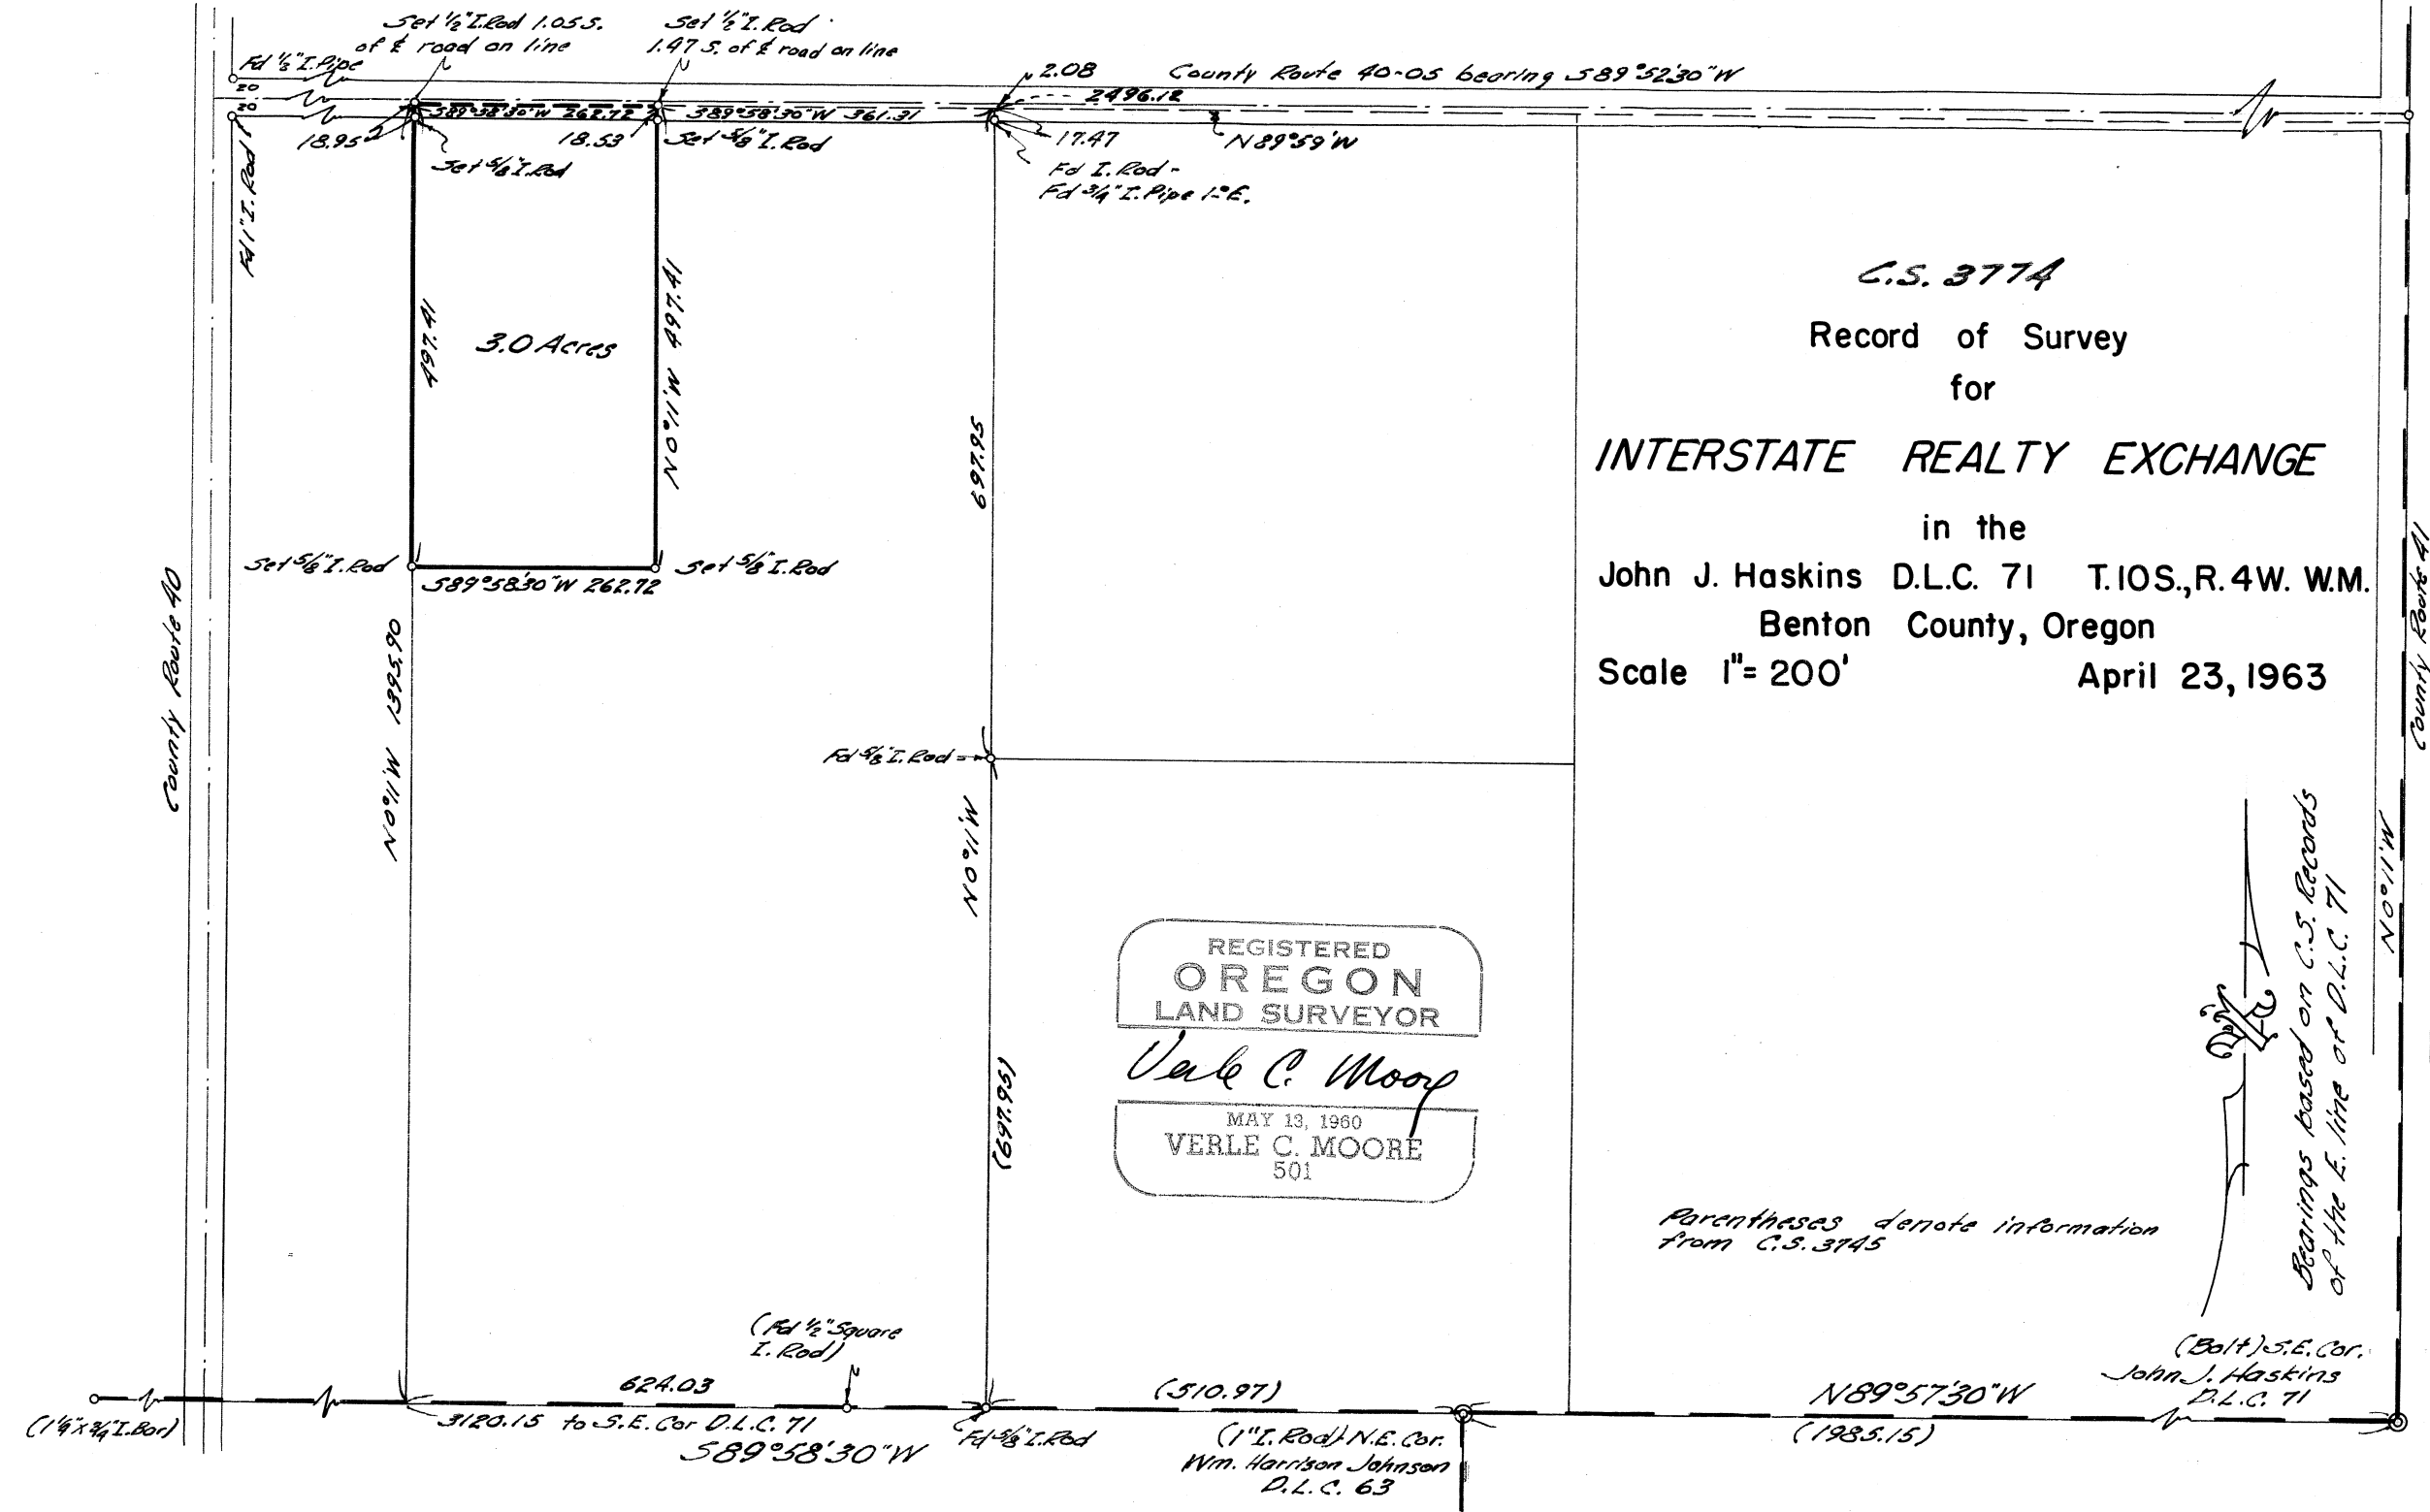 Set 1/2" I.Rod 1.05 S.
of ℄ road on line
Set 1/2" I.Rod
1.47 S. of ℄ road on line
Fd 1/2" I.Pipe
20
20
2.08
County Route 40-05 bearing S89°52'30"W
2496.12
S89°58'30"W 262.72
S89°58'30"W 361.31
18.95
18.53
Set 5/8" I.Rod
Set 5/8" I.Rod
17.47
N89°59'W
Fd I.Rod -
Fd 3/4" I.Pipe
Fd 1" I.Rod
497.41
3.0 Acres
N0°11'W 497.41
697.95
Set 5/8" I.Rod
S89°58'30"W 262.72
Set 5/8" I.Rod
County Route 40
N0°11'W 1395.90
Fd 5/8" I.Rod
N0°11'W
(697.95)
C.S. 3774
Record of Survey
for
INTERSTATE REALTY EXCHANGE
in the
John J. Haskins D.L.C. 71 T.10S., R.4W. W.M.
Benton County, Oregon
Scale 1"= 200' April 23, 1963
County Route 41
N0°11'W
Bearings based on C.S. Records
of the E. line of D.L.C. 71
REGISTERED
OREGON
LAND SURVEYOR
Verle C. Moore
MAY 13, 1960
VERLE C. MOORE
501
Parentheses denote information
from C.S. 3745
(Fd 1/2" Square
I. Rod)
(Bolt) S.E. Cor.
John J. Haskins
D.L.C. 71
624.03
(510.97)
N89°57'30"W
(1985.15)
(1 1/4" X 3/4" I.Bar)
3120.15 to S.E. Cor D.L.C. 71
S89°58'30"W
Fd 5/8" I.Rod
(1" I.Rod) N.E. Cor.
Wm. Harrison Johnson
D.L.C. 63